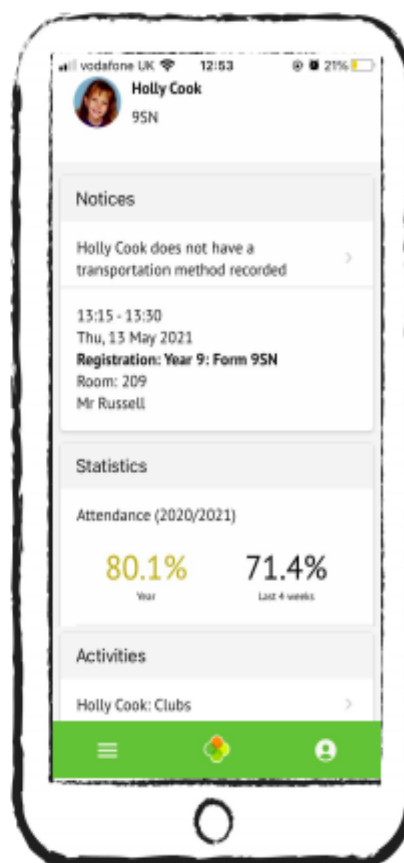 vodafone UK 12:53 21%
Holly Cook
9SN
Notices
Holly Cook does not have a
transportation method recorded
13:15 - 13:30
Thu, 13 May 2021
Registration: Year 9: Form 9SN
Room: 209
Mr Russell
Statistics
Attendance (2020/2021)
80.1% 71.4%
Year Last 4 weeks
Activities
Holly Cook: Clubs